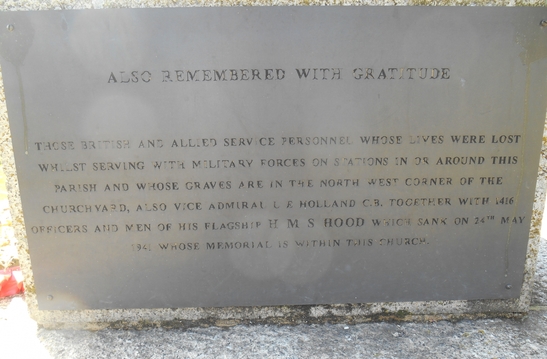 ALSO REMEMBERED WITH GRATITUDE
THOSE BRITISH AND ALLIED SERVICE PERSONNEL WHOSE LIVES WERE LOST
WHILST SERVING WITH MILITARY FORCES ON STATIONS IN OR AROUND THIS
PARISH AND WHOSE GRAVES ARE IN THE NORTH WEST CORNER OF THE
CHURCHYARD, ALSO VICE ADMIRAL L E HOLLAND C.B. TOGETHER WITH 1416
OFFICERS AND MEN OF HIS FLAGSHIP H M S HOOD WHICH SANK ON 24TH MAY
1941 WHOSE MEMORIAL IS WITHIN THIS CHURCH.